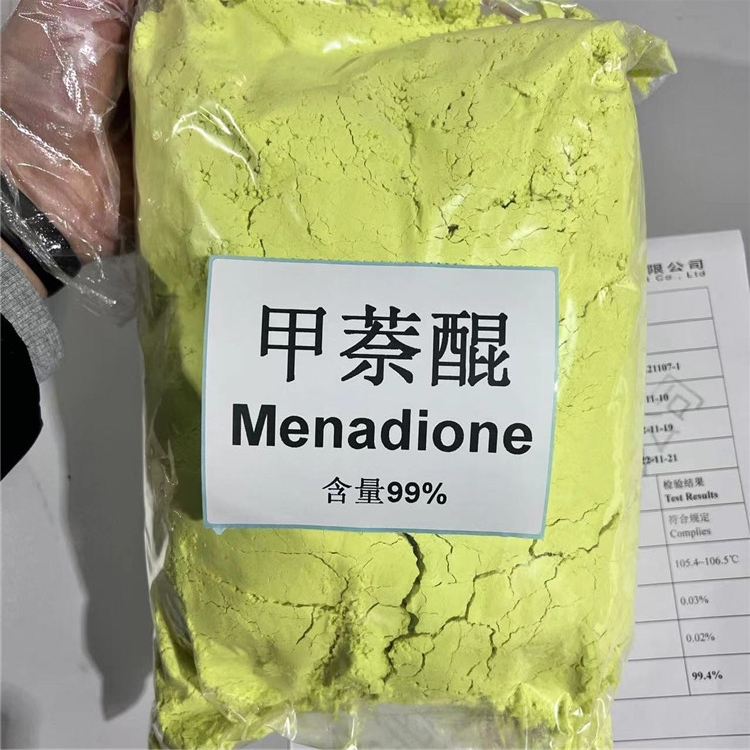 甲萘醌
Menadione
含量99%
限公司
Co., Ltd
21107-1
11-10
11-19
11-21
检验结果
Test Results
符合规定
Complies
105.4~106.5℃
0.03%
0.02%
99.4%